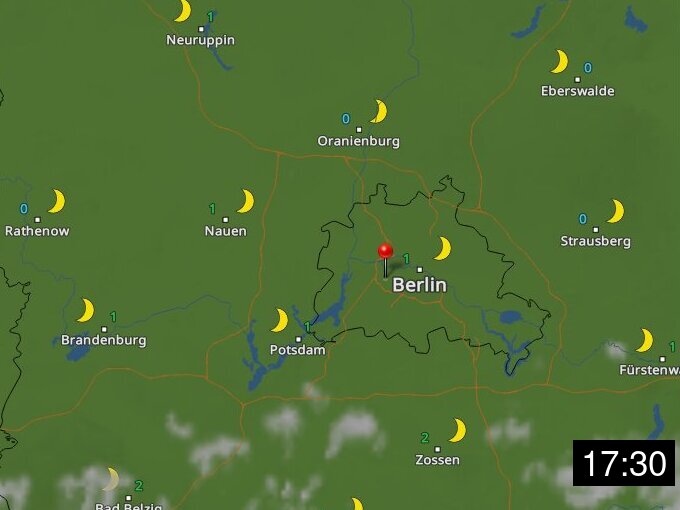 1
Neuruppin
0
Eberswalde
0
Oranienburg
0
Rathenow
1
Nauen
0
Strausberg
1
Berlin
1
Brandenburg
1
Potsdam
1
Fürstenwa
2
Zossen
17:30
2
Bad Belzig